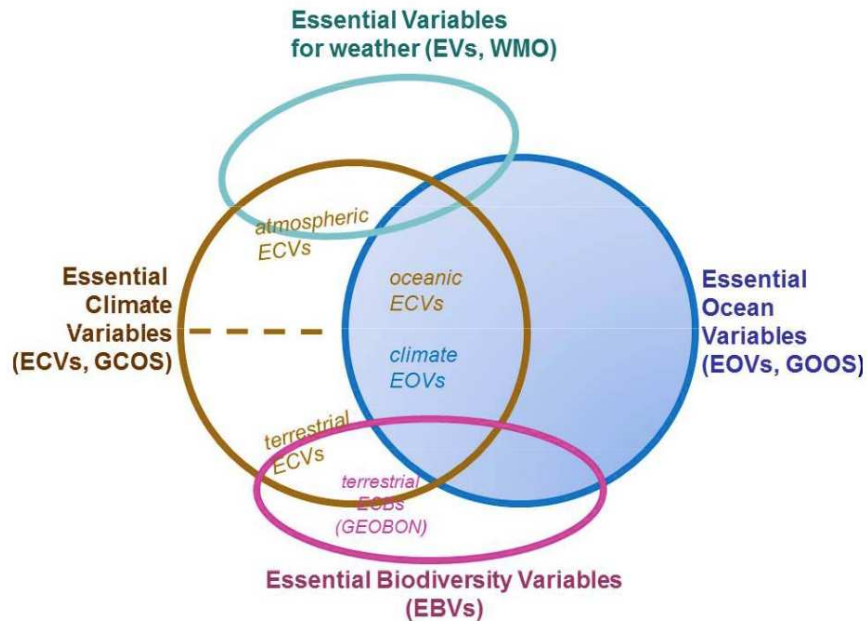 Essential Variables
for weather (EVs, WMO)
atmospheric
ECVs
oceanic
ECVs
Essential
Climate
Variables
(ECVs, GCOS)
Essential
Ocean
Variables
(EOVs, GOOS)
climate
EOVs
terrestrial
ECVs
terrestrial
ECBs
(GEOBON)
Essential Biodiversity Variables
(EBVs)